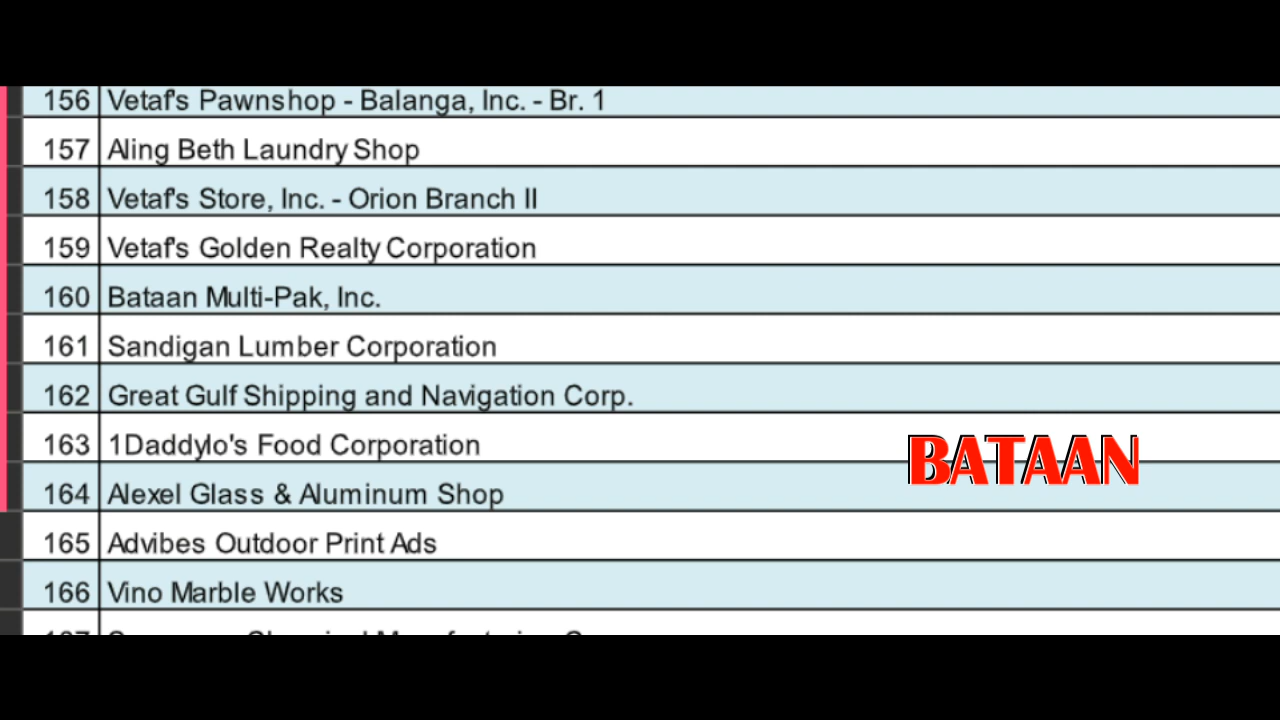 156 Vetaf's Pawnshop - Balanga, Inc. - Br. 1
157 Aling Beth Laundry Shop
158 Vetaf's Store, Inc. - Orion Branch II
159 Vetaf's Golden Realty Corporation
160 Bataan Multi-Pak, Inc.
161 Sandigan Lumber Corporation
162 Great Gulf Shipping and Navigation Corp.
163 1Daddylo's Food Corporation
BATAAN
164 Alexel Glass & Aluminum Shop
165 Advibes Outdoor Print Ads
166 Vino Marble Works